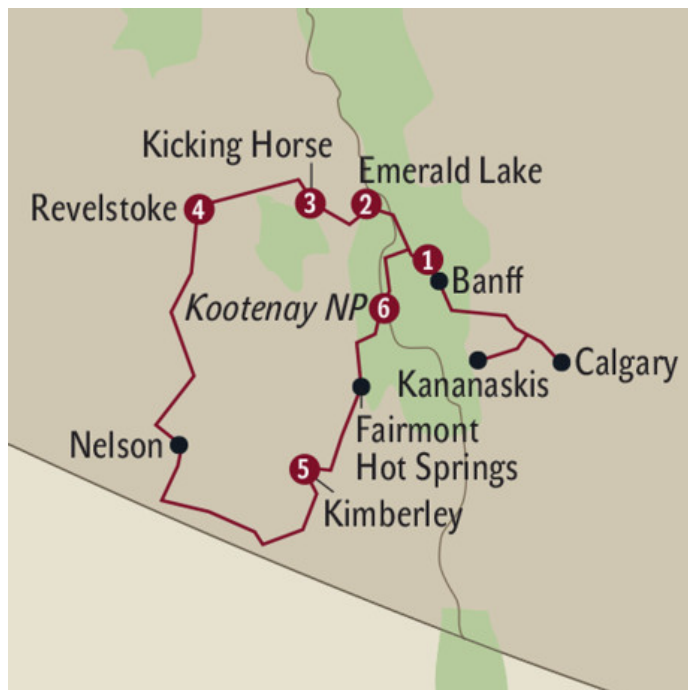 Kicking Horse
Emerald Lake
Revelstoke 4
3
2
1
Banff
Kootenay NP 6
Calgary
Kananaskis
Nelson
Fairmont
Hot Springs
5
Kimberley